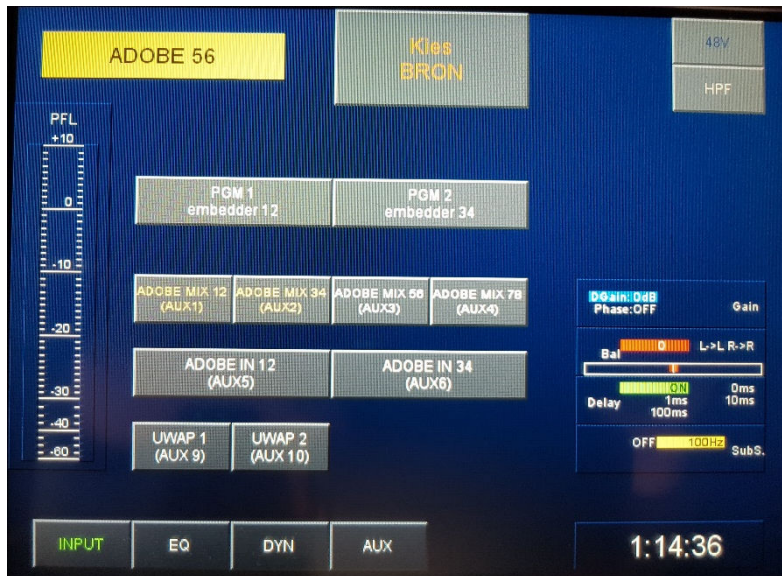 ADOBE 56
Kies
BRON
48V
HPF
PFL
+10
0
-10
-20
-30
-40
-60
PGM 1
embedder 12
PGM 2
embedder 34
ADOBE MIX 12
(AUX1)
ADOBE MIX 34
(AUX2)
ADOBE MIX 56
(AUX3)
ADOBE MIX 78
(AUX4)
ADOBE IN 12
(AUX5)
ADOBE IN 34
(AUX6)
UWAP 1
(AUX 9)
UWAP 2
(AUX 10)
DGain: 0dB
Phase:OFF
Gain
Bal
0
L->L R->R
Delay
ON
0ms
1ms
10ms
100ms
OFF
100Hz
SubS.
INPUT
EQ
DYN
AUX
1:14:36